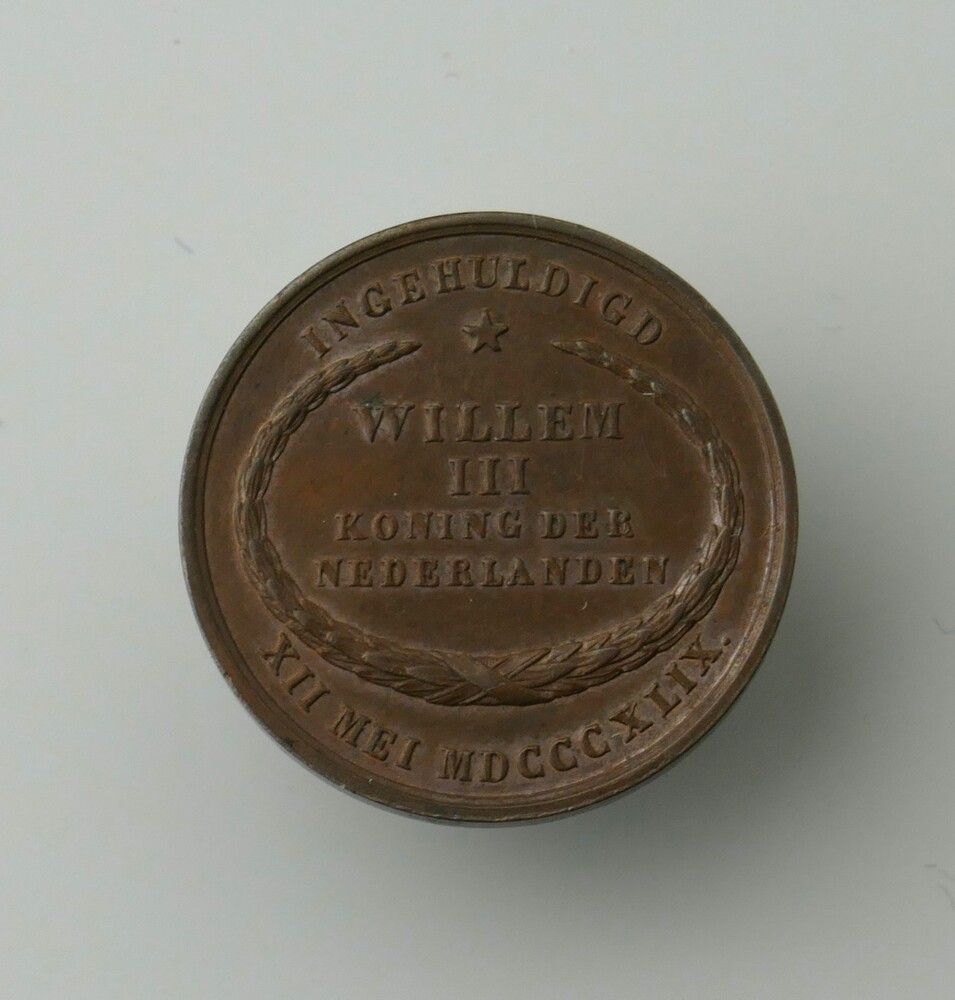 INGEHULDIGD
WILLEM
III
KONING DER
NEDERLANDEN
XII MEI MDCCCXLIX.